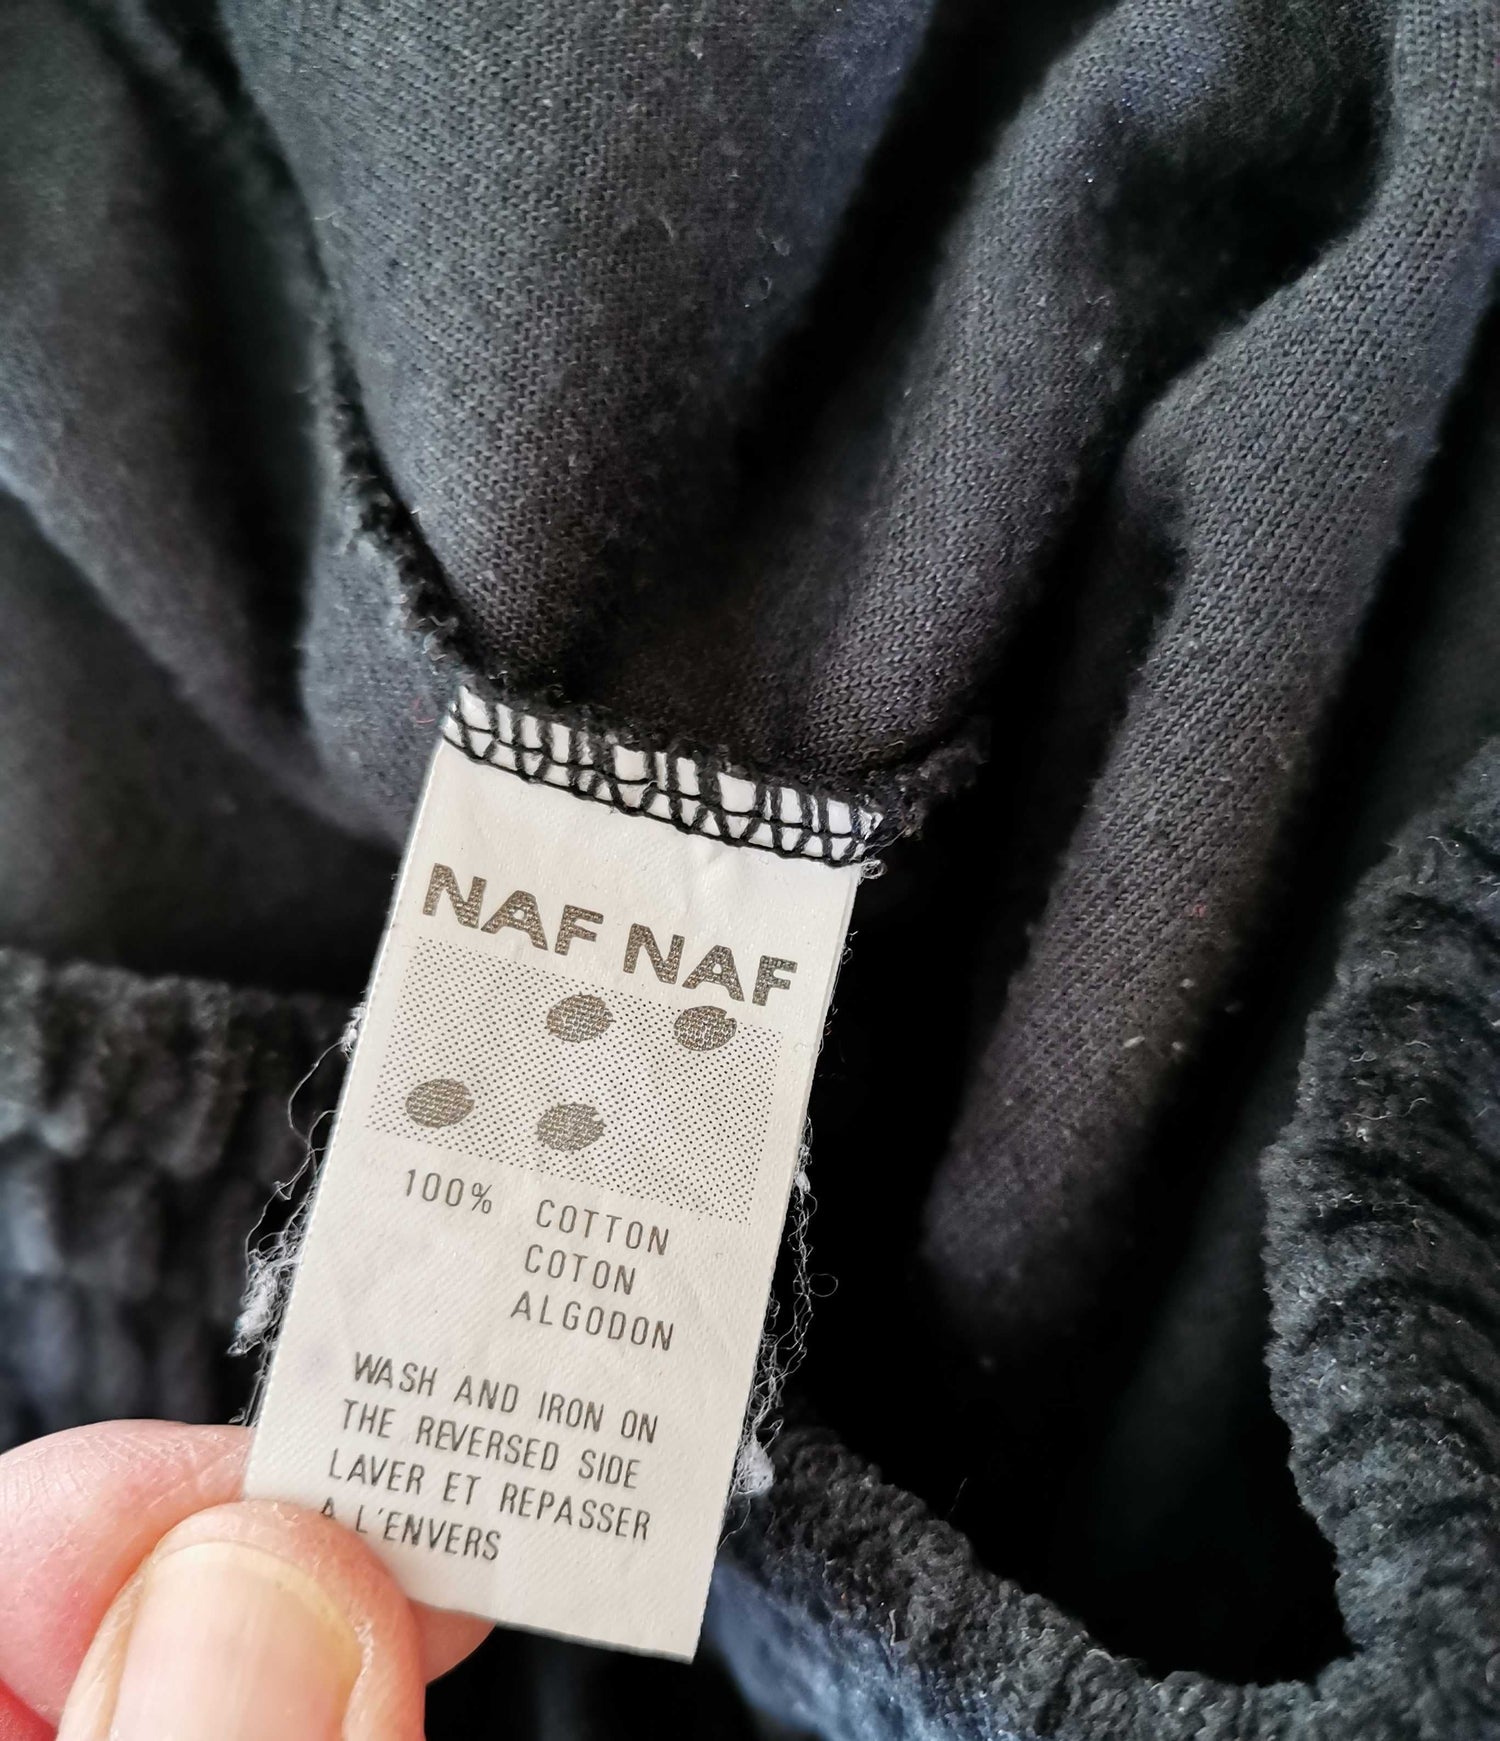 NAF NAF
100% COTTON
COTON
ALGODON
WASH AND IRON ON
THE REVERSED SIDE
LAVER ET REPASSER
A L'ENVERS